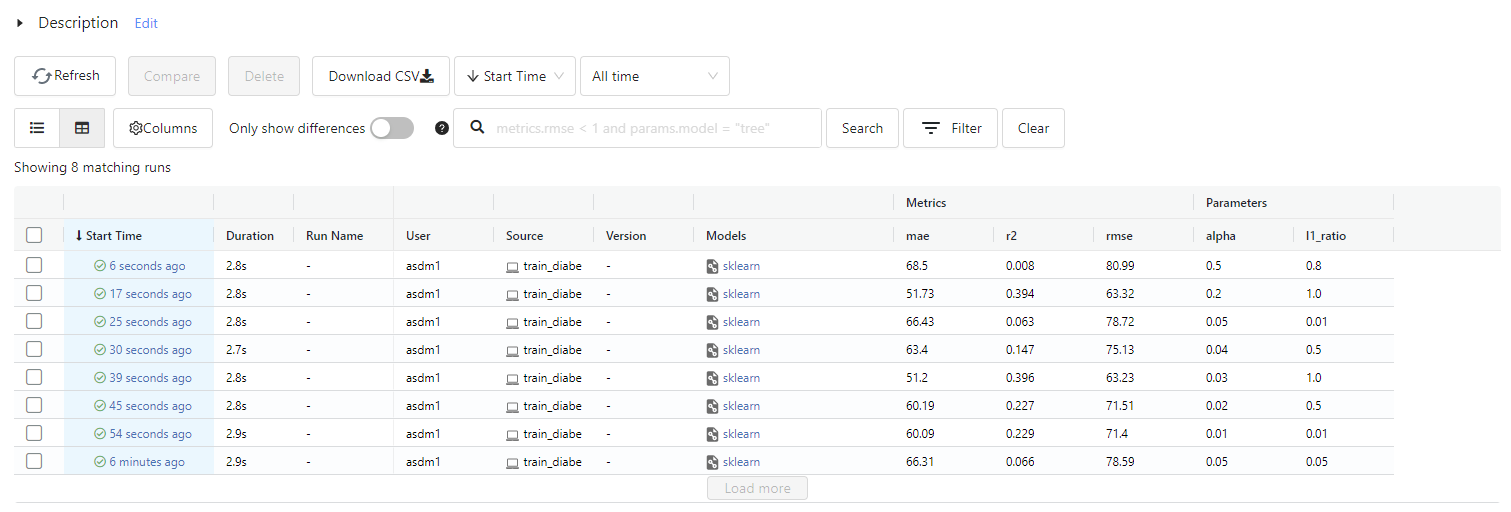 Description Edit
Refresh Compare Delete Download CSV Start Time All time
Columns Only show differences metrics.rmse < 1 and params.model = "tree" Search Filter Clear
Showing 8 matching runs
Metrics Parameters
Start Time Duration Run Name User Source Version Models mae r2 rmse alpha l1_ratio
6 seconds ago 2.8s - asdm1 train_diabe - sklearn 68.5 0.008 80.99 0.5 0.8
17 seconds ago 2.8s - asdm1 train_diabe - sklearn 51.73 0.394 63.32 0.2 1.0
25 seconds ago 2.8s - asdm1 train_diabe - sklearn 66.43 0.063 78.72 0.05 0.01
30 seconds ago 2.7s - asdm1 train_diabe - sklearn 63.4 0.147 75.13 0.04 0.5
39 seconds ago 2.8s - asdm1 train_diabe - sklearn 51.2 0.396 63.23 0.03 1.0
45 seconds ago 2.8s - asdm1 train_diabe - sklearn 60.19 0.227 71.51 0.02 0.5
54 seconds ago 2.9s - asdm1 train_diabe - sklearn 60.09 0.229 71.4 0.01 0.01
6 minutes ago 2.9s - asdm1 train_diabe - sklearn 66.31 0.066 78.59 0.05 0.05
Load more